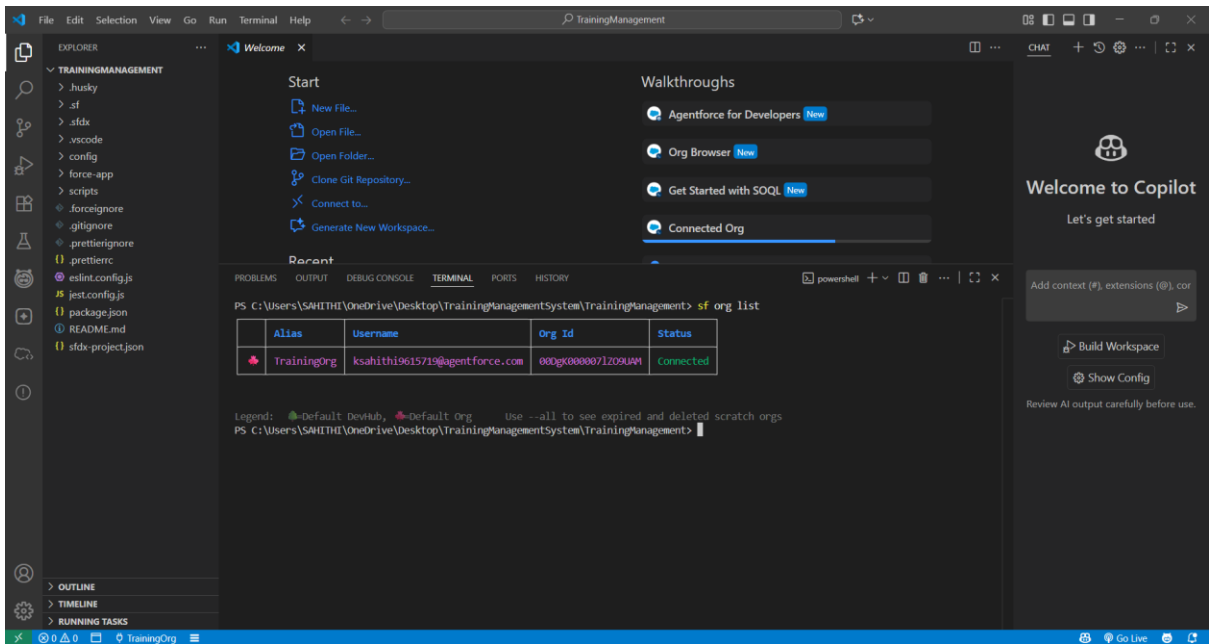 File Edit Selection View Go Run Terminal Help
TrainingManagement
EXPLORER
TRAININGMANAGEMENT
.husky
.sf
.sfdx
.vscode
config
force-app
scripts
.forceignore
.gitignore
.prettierignore
.prettierrc
eslint.config.js
jest.config.js
package.json
README.md
sfdx-project.json
OUTLINE
TIMELINE
RUNNING TASKS
Welcome
Start
New File...
Open File...
Open Folder...
Clone Git Repository...
Connect to...
Generate New Workspace...
Recent
Walkthroughs
Agentforce for Developers New
Org Browser New
Get Started with SOQL New
Connected Org
PROBLEMS OUTPUT DEBUG CONSOLE TERMINAL PORTS HISTORY
powershell
PS C:\Users\SAHITHI\OneDrive\Desktop\TrainingManagementSystem\TrainingManagement> sf org list
Alias Username Org Id Status
TrainingOrg ksahithi9615719@agentforce.com 00DgK000007lZO9UAM Connected
Legend: =Default DevHub, =Default Org Use --all to see expired and deleted scratch orgs
PS C:\Users\SAHITHI\OneDrive\Desktop\TrainingManagementSystem\TrainingManagement>
CHAT
Welcome to Copilot
Let's get started
Add context (#), extensions (@), cor
Build Workspace
Show Config
Review AI output carefully before use.
0 0 TrainingOrg
Go Live